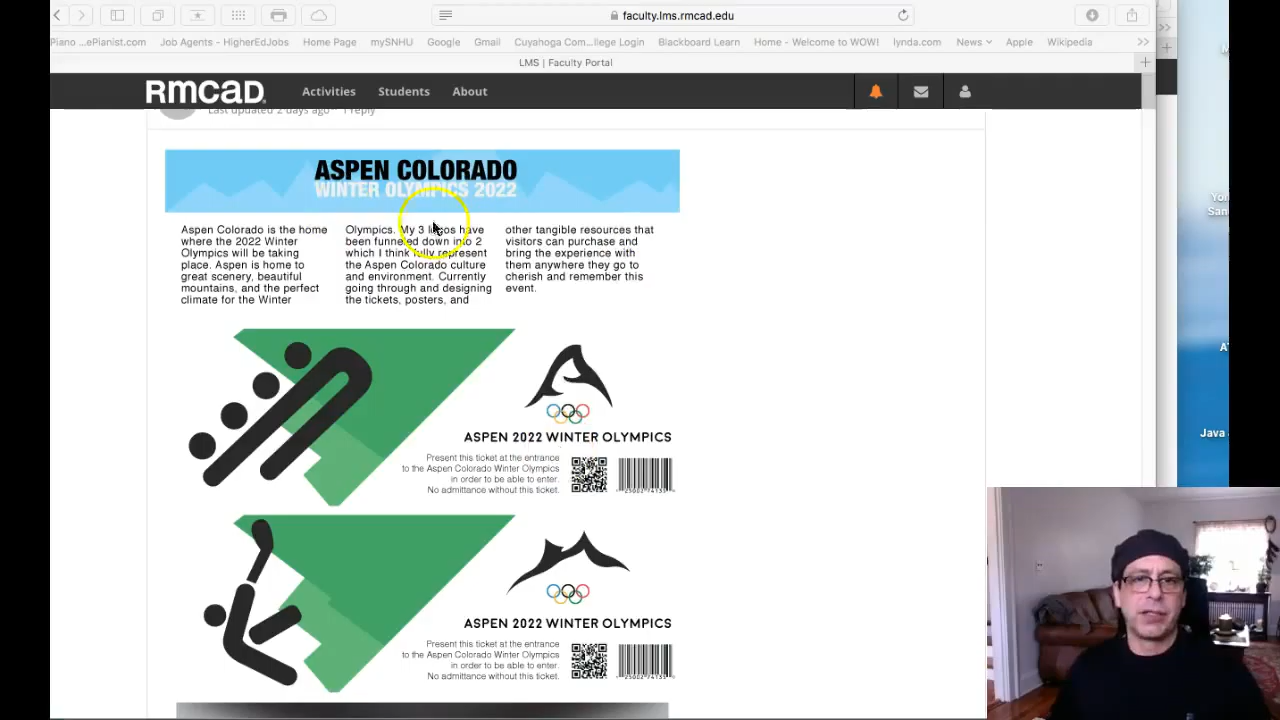 faculty.lms.rmcad.edu
Piano ...ePianist.com Job Agents - HigherEdJobs Home Page mySNHU Google Gmail Cuyahoga Com...llege Login Blackboard Learn Home - Welcome to WOW! lynda.com News Apple Wikipedia
LMS | Faculty Portal
RMCAD Activities Students About
Last updated 2 days ago 1 reply
ASPEN COLORADO
WINTER OLYMPICS 2022
Aspen Colorado is the home
where the 2022 Winter
Olympics will be taking
place. Aspen is home to
great scenery, beautiful
mountains, and the perfect
climate for the Winter
Olympics. My 3 logos have
been funneled down into 2
which I think fully represent
the Aspen Colorado culture
and environment. Currently
going through and designing
the tickets, posters, and
other tangible resources that
visitors can purchase and
bring the experience with
them anywhere they go to
cherish and remember this
event.
ASPEN 2022 WINTER OLYMPICS
Present this ticket at the entrance
to the Aspen Colorado Winter Olympics
in order to be able to enter.
No admittance without this ticket.
ASPEN 2022 WINTER OLYMPICS
Present this ticket at the entrance
to the Aspen Colorado Winter Olympics
in order to be able to enter.
No admittance without this ticket.
Java